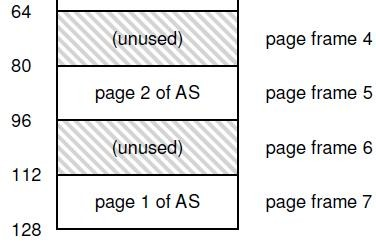 64
(unused) page frame 4
80
page 2 of AS page frame 5
96
(unused) page frame 6
112
page 1 of AS page frame 7
128